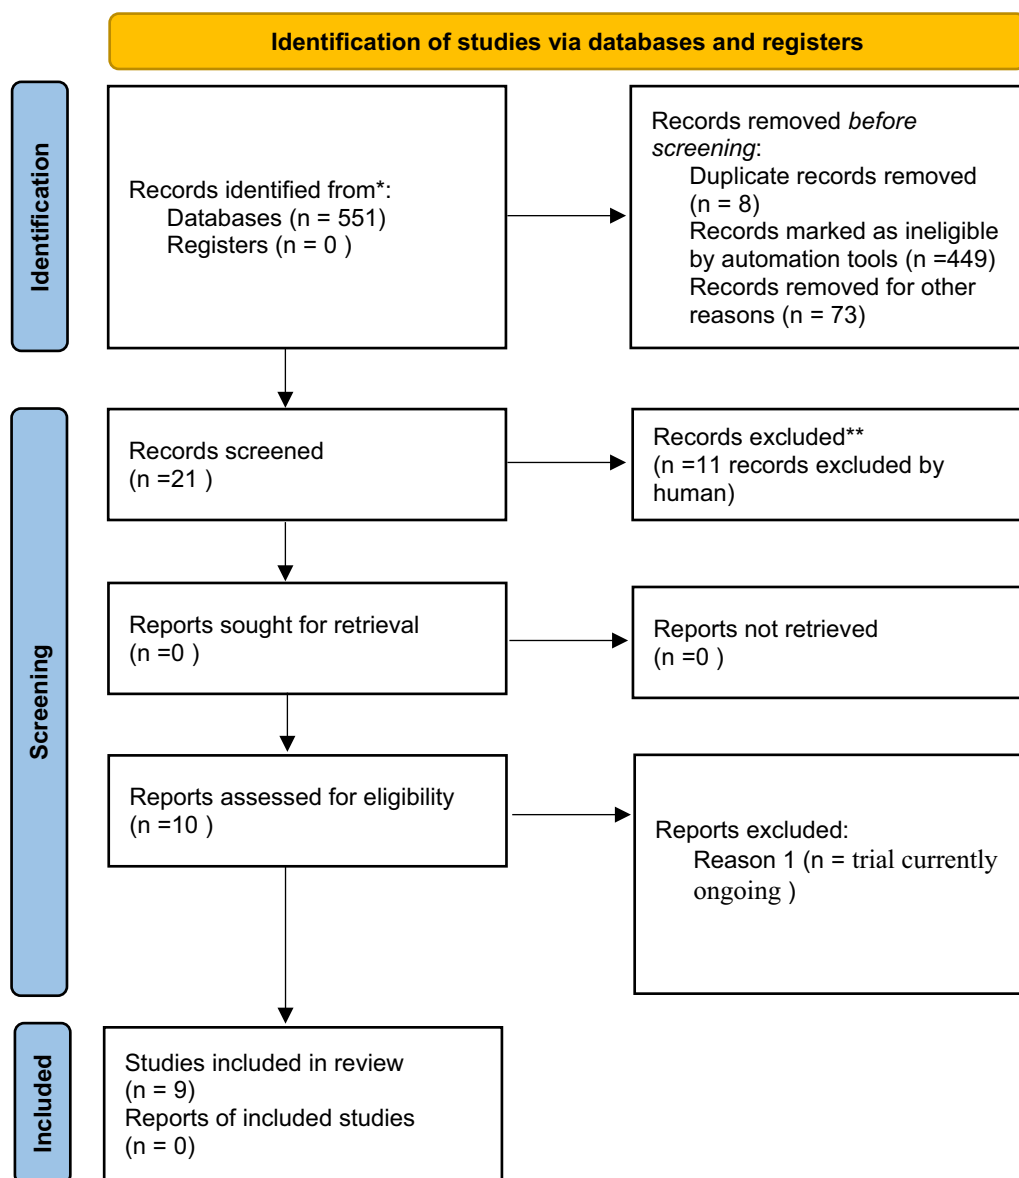 Identification of studies via databases and registers
Identification
Records identified from*:
Databases (n = 551)
Registers (n = 0 )
Records removed before
screening:
Duplicate records removed
(n = 8)
Records marked as ineligible
by automation tools (n =449)
Records removed for other
reasons (n = 73)
Screening
Records screened
(n =21 )
Records excluded**
(n =11 records excluded by
human)
Reports sought for retrieval
(n =0 )
Reports not retrieved
(n =0 )
Reports assessed for eligibility
(n =10 )
Reports excluded:
Reason 1 (n = trial currently
ongoing )
Included
Studies included in review
(n = 9)
Reports of included studies
(n = 0)